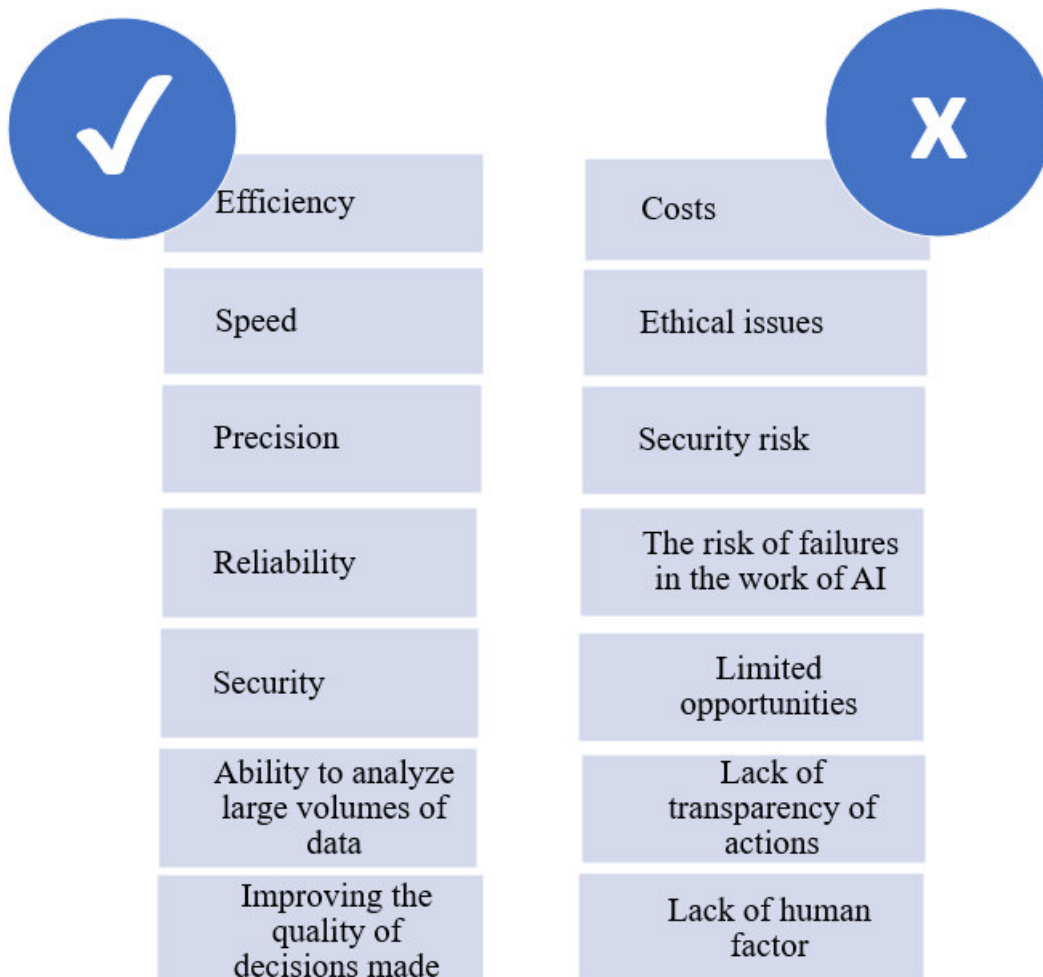 ✓
Efficiency
Speed
Precision
Reliability
Security
Ability to analyze
large volumes of
data
Improving the
quality of
decisions made
x
Costs
Ethical issues
Security risk
The risk of failures
in the work of AI
Limited
opportunities
Lack of
transparency of
actions
Lack of human
factor